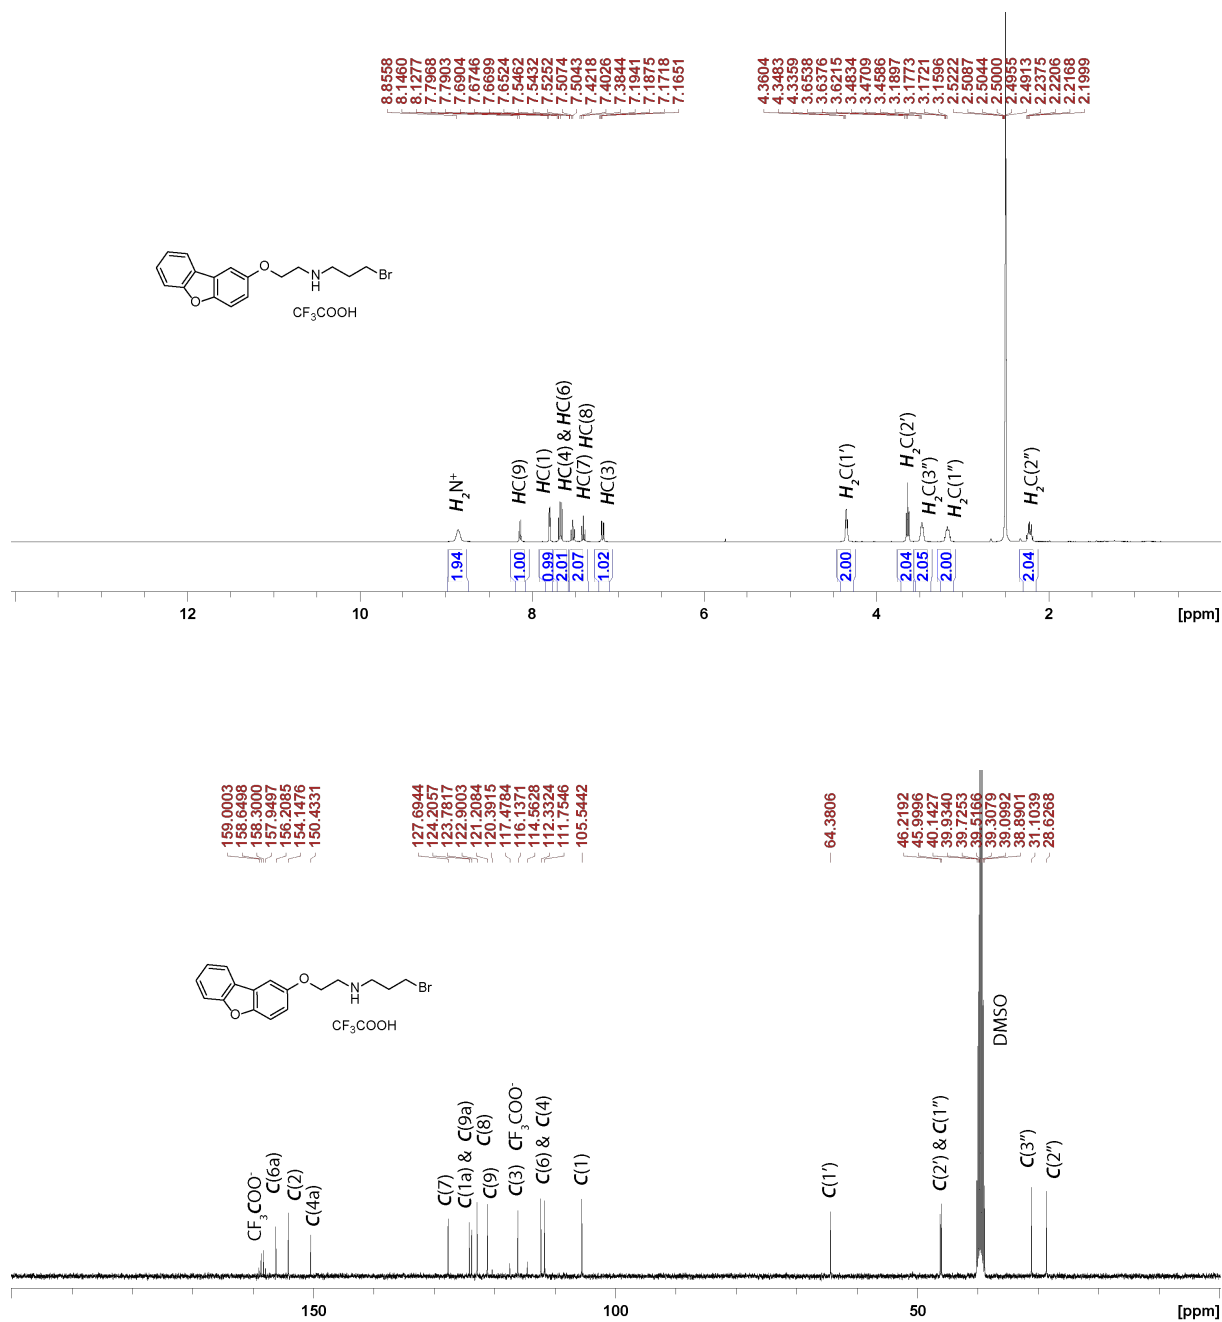 8.8558
8.1460
8.1277
7.7968
7.7903
7.6904
7.6746
7.6699
7.6524
7.5462
7.5432
7.5252
7.5074
7.5043
7.4218
7.4026
7.3844
7.1941
7.1875
7.1718
7.1651
4.3604
4.3483
4.3359
3.6538
3.6376
3.6215
3.4834
3.4709
3.4586
3.1897
3.1773
3.1721
3.1596
2.5222
2.5087
2.5044
2.5000
2.4955
2.4913
2.2375
2.2206
2.2168
2.1999
O
N
H
Br
O
CF3COOH
H2N+
HC(9)
HC(1)
HC(4) & HC(6)
HC(7) HC(8)
HC(3)
H2C(1′)
H2C(2′)
H2C(3″)
H2C(1″)
H2C(2″)
1.94
1.00
0.99
2.01
2.07
1.02
2.00
2.04
2.05
2.00
2.04
12
10
8
6
4
2
[ppm]
159.0003
158.6498
158.3000
157.9497
156.2085
154.1476
150.4331
127.6944
124.2057
123.7817
122.9003
121.2084
120.3915
117.4784
116.1371
114.5628
112.3324
111.7546
105.5442
64.3806
46.2192
45.9996
40.1427
39.9340
39.7253
39.5166
39.3079
39.0992
38.8901
31.1039
28.6268
O
N
H
Br
O
CF3COOH
CF3COO-
C(6a)
C(2)
C(4a)
C(7)
C(1a) & C(9a)
C(8)
C(9)
C(3)
CF3COO-
C(6) & C(4)
C(1)
C(1′)
C(2′) & C(1″)
DMSO
C(3″)
C(2″)
150
100
50
[ppm]